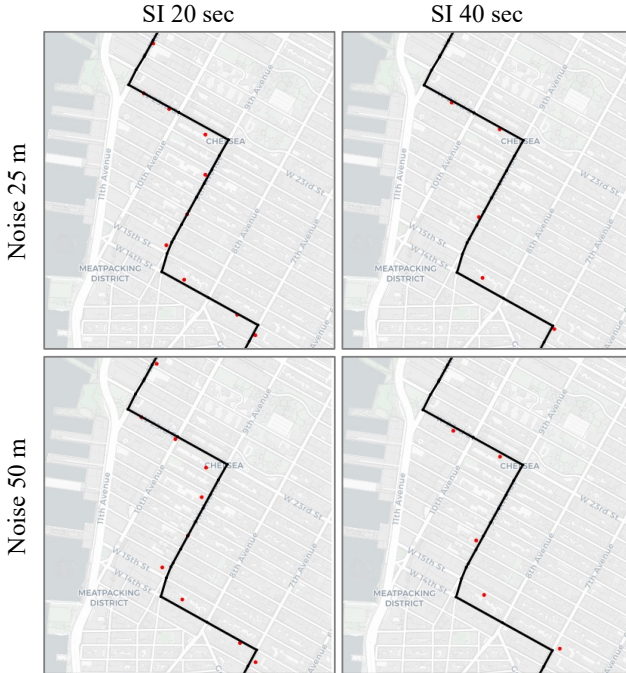 SI 20 sec
SI 40 sec
Noise 25 m
9th Avenue
CHELSEA
11th Avenue
10th Avenue
W 23rd St
W 15th St
W 14th St
8th Avenue
7th Avenue
MEATPACKING
DISTRICT
9th Avenue
CHELSEA
11th Avenue
10th Avenue
W 23rd St
W 15th St
W 14th St
8th Avenue
7th Avenue
MEATPACKING
DISTRICT
Noise 50 m
9th Avenue
CHELSEA
11th Avenue
10th Avenue
W 23rd St
W 15th St
W 14th St
8th Avenue
7th Avenue
MEATPACKING
DISTRICT
9th Avenue
CHELSEA
11th Avenue
10th Avenue
W 23rd St
W 15th St
W 14th St
8th Avenue
7th Avenue
MEATPACKING
DISTRICT